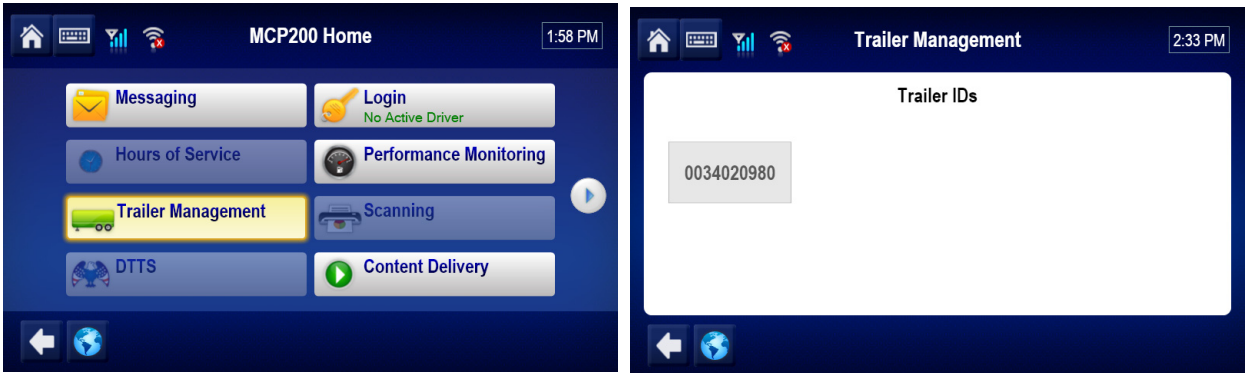 MCP200 Home
1:58 PM
Messaging
Login
No Active Driver
Hours of Service
Performance Monitoring
Trailer Management
Scanning
DTTS
Content Delivery
Trailer Management
2:33 PM
Trailer IDs
0034020980